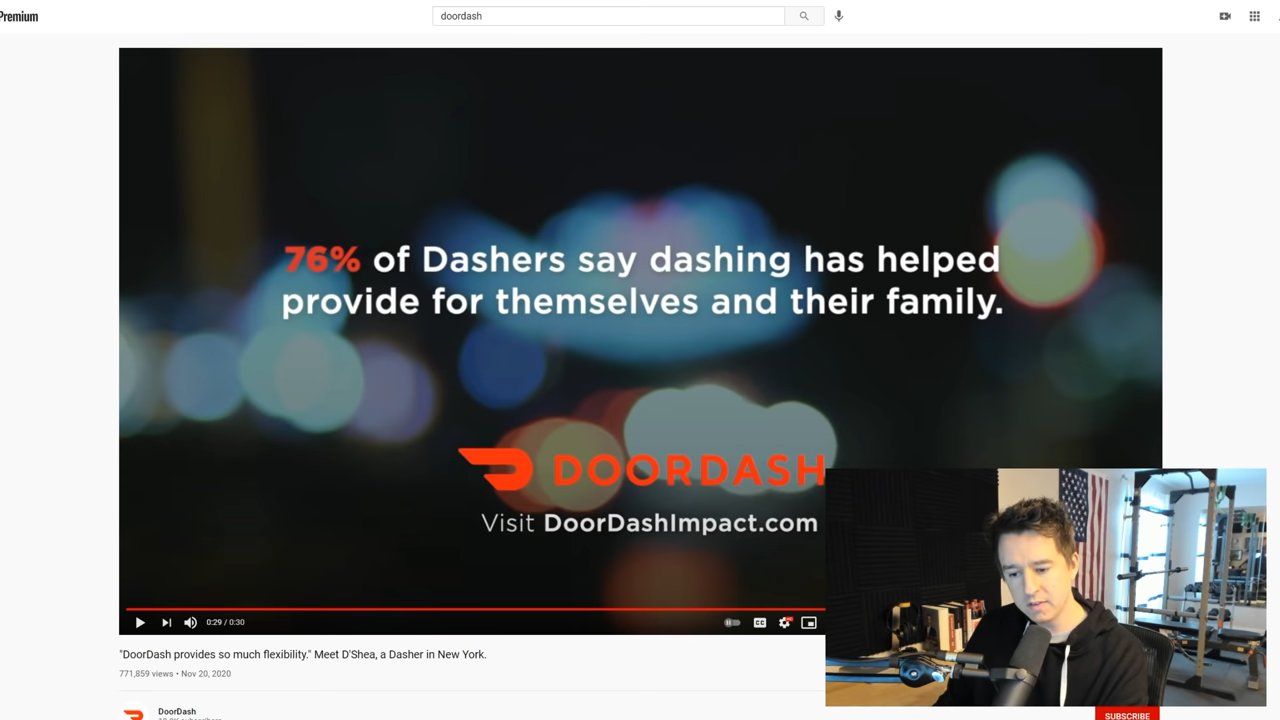 Premium
doordash
76% of Dashers say dashing has helped
provide for themselves and their family.
DOORDASH
Visit DoorDashImpact.com
0:29 / 0:30
CC
"DoorDash provides so much flexibility." Meet D'Shea, a Dasher in New York.
771,859 views • Nov 20, 2020
DoorDash
SUBSCRIBE